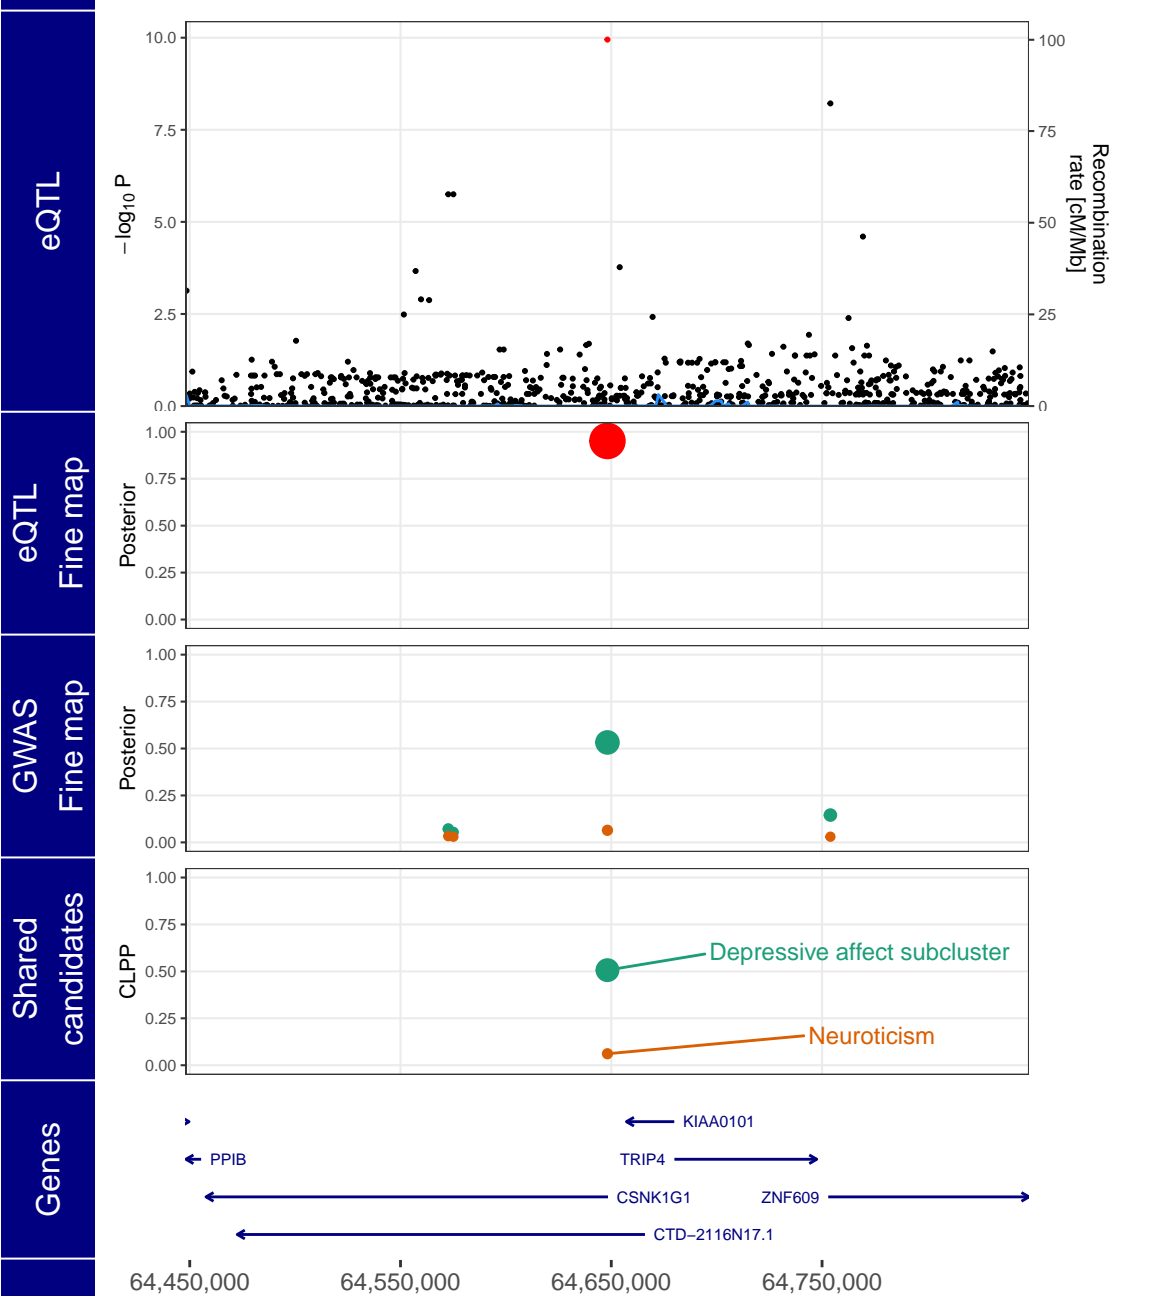 eQTL
−log10 P
10.0
7.5
5.0
2.5
0.0
100
75
50
25
0
Recombination
rate [cM/Mb]
eQTL
Fine map
Posterior
1.00
0.75
0.50
0.25
0.00
GWAS
Fine map
Posterior
1.00
0.75
0.50
0.25
0.00
Shared
candidates
CLPP
1.00
0.75
0.50
0.25
0.00
Depressive affect subcluster
Neuroticism
Genes
KIAA0101
PPIB
TRIP4
CSNK1G1
ZNF609
CTD−2116N17.1
64,450,000
64,550,000
64,650,000
64,750,000